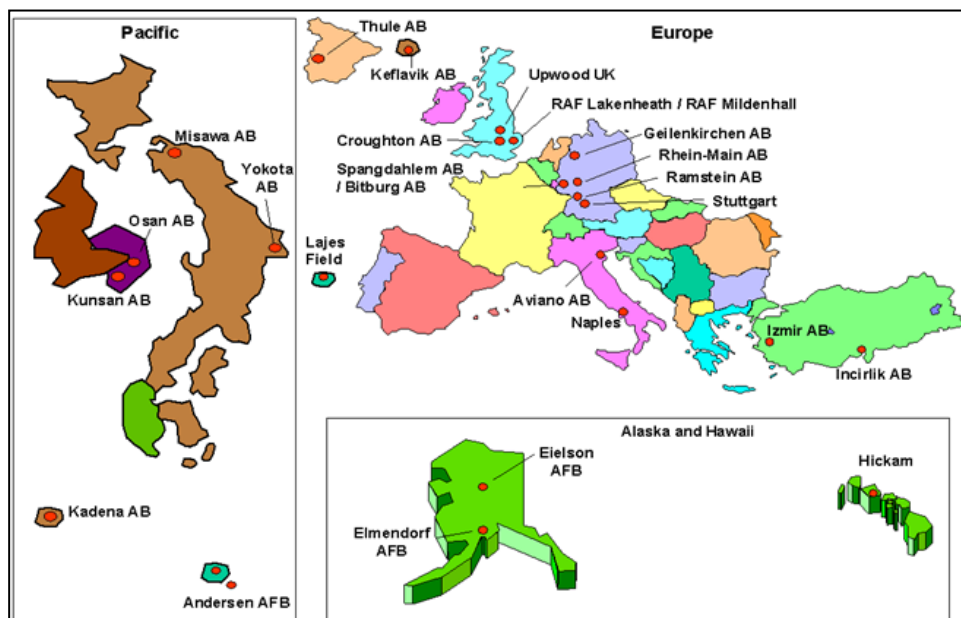 Pacific
Misawa AB
Yokota
AB
Osan AB
Kunsan AB
Kadena AB
Andersen AFB
Europe
Thule AB
Keflavik AB
Upwood UK
RAF Lakenheath / RAF Mildenhall
Croughton AB
Geilenkirchen AB
Spangdahlem AB
/ Bitburg AB
Rhein-Main AB
Ramstein AB
Stuttgart
Lajes
Field
Aviano AB
Naples
Izmir AB
Incirlik AB
Alaska and Hawaii
Eielson
AFB
Elmendorf
AFB
Hickam